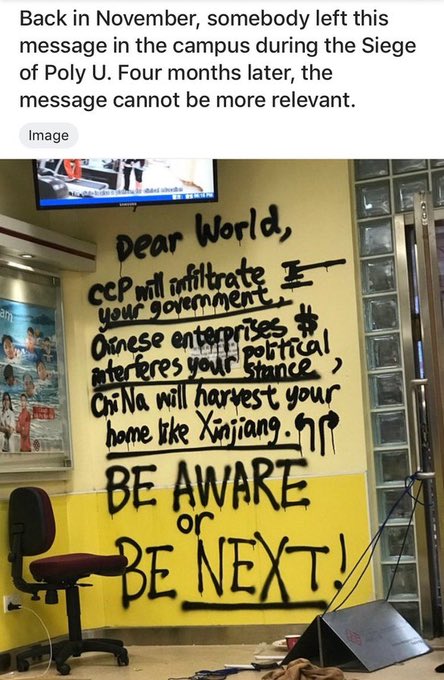 Back in November, somebody left this
message in the campus during the Siege
of Poly U. Four months later, the
message cannot be more relevant.
Image
Dear World,
CCP will infiltrate
your government.
Chinese enterprises $
interferes your political
stance,
ChiNa will harvest your
home like Xinjiang.
BE AWARE
or
BE NEXT!